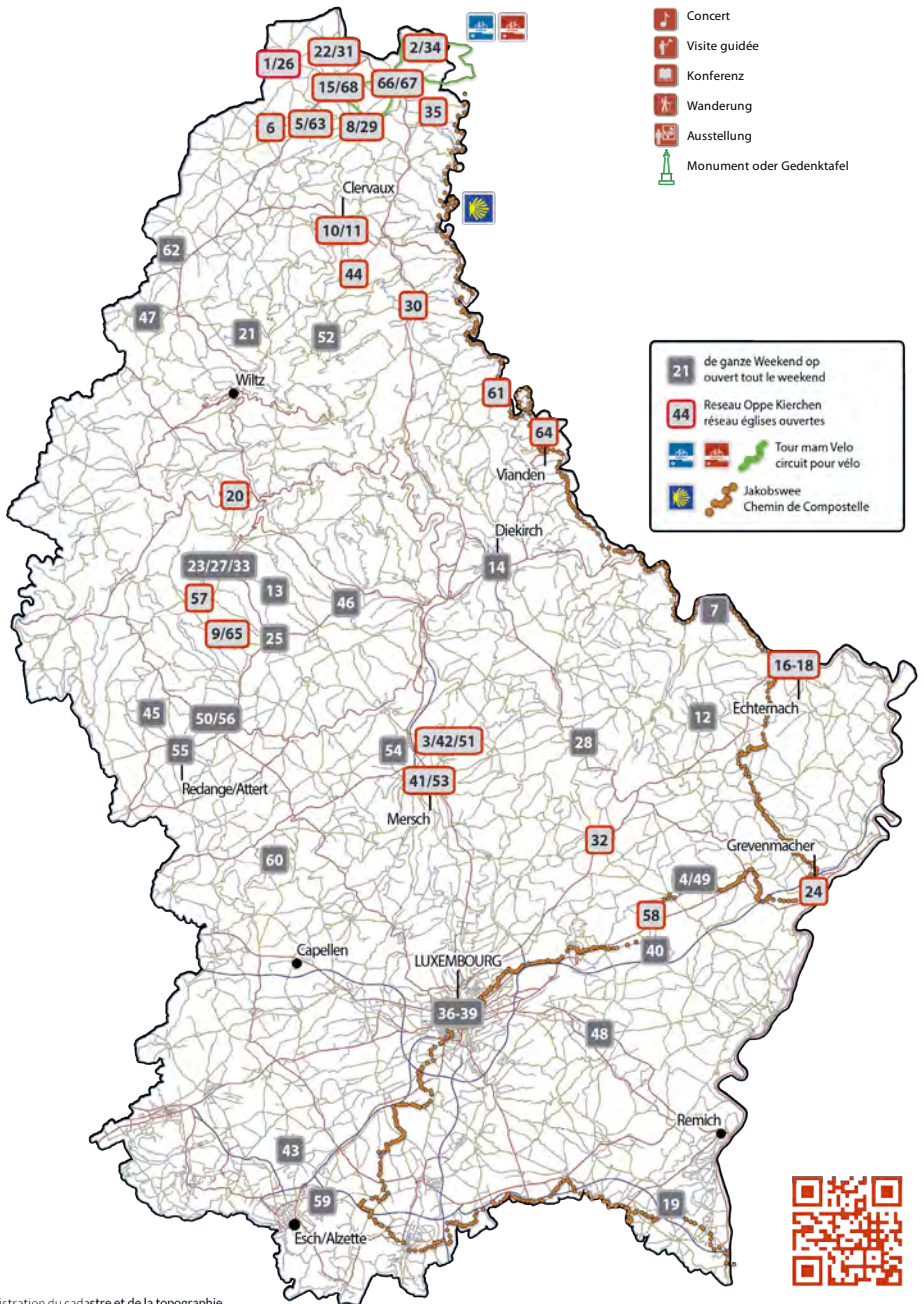 Concert
Visite guidée
Konferenz
Wanderung
Ausstellung
Monument oder Gedenktafel
2/34
22/31
1/26
15/68
66/67
35
6
5/63
8/29
Clervaux
10/11
62
44
30
47
21
52
Wiltz
61
64
Vianden
20
Diekirch
14
23/27/33
13
57
46
7
9/65
25
16-18
Echternach
45
50/56
12
55
54
3/42/51
28
Redange/Attert
41/53
Mersch
32
Grevenmacher
60
4/49
24
58
40
Capellen
LUXEMBOURG
36-39
48
Remich
43
59
19
Esch/Alzette
21
de ganze Weekend op
ouvert tout le weekend
44
Reseau Oppe Kierchen
réseau églises ouvertes
Tour mam Velo
circuit pour vélo
Jakobswee
Chemin de Compostelle
istration du cadastre et de la topographie